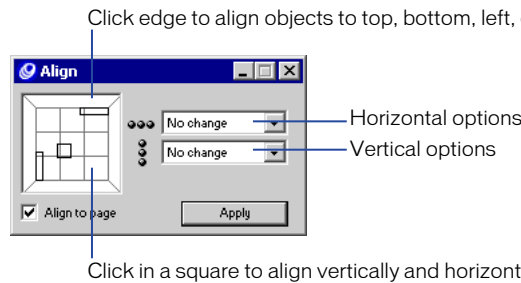 Click edge to align objects to top, bottom, left,
Align
No change
Horizontal options
No change
Vertical options
Align to page
Apply
Click in a square to align vertically and